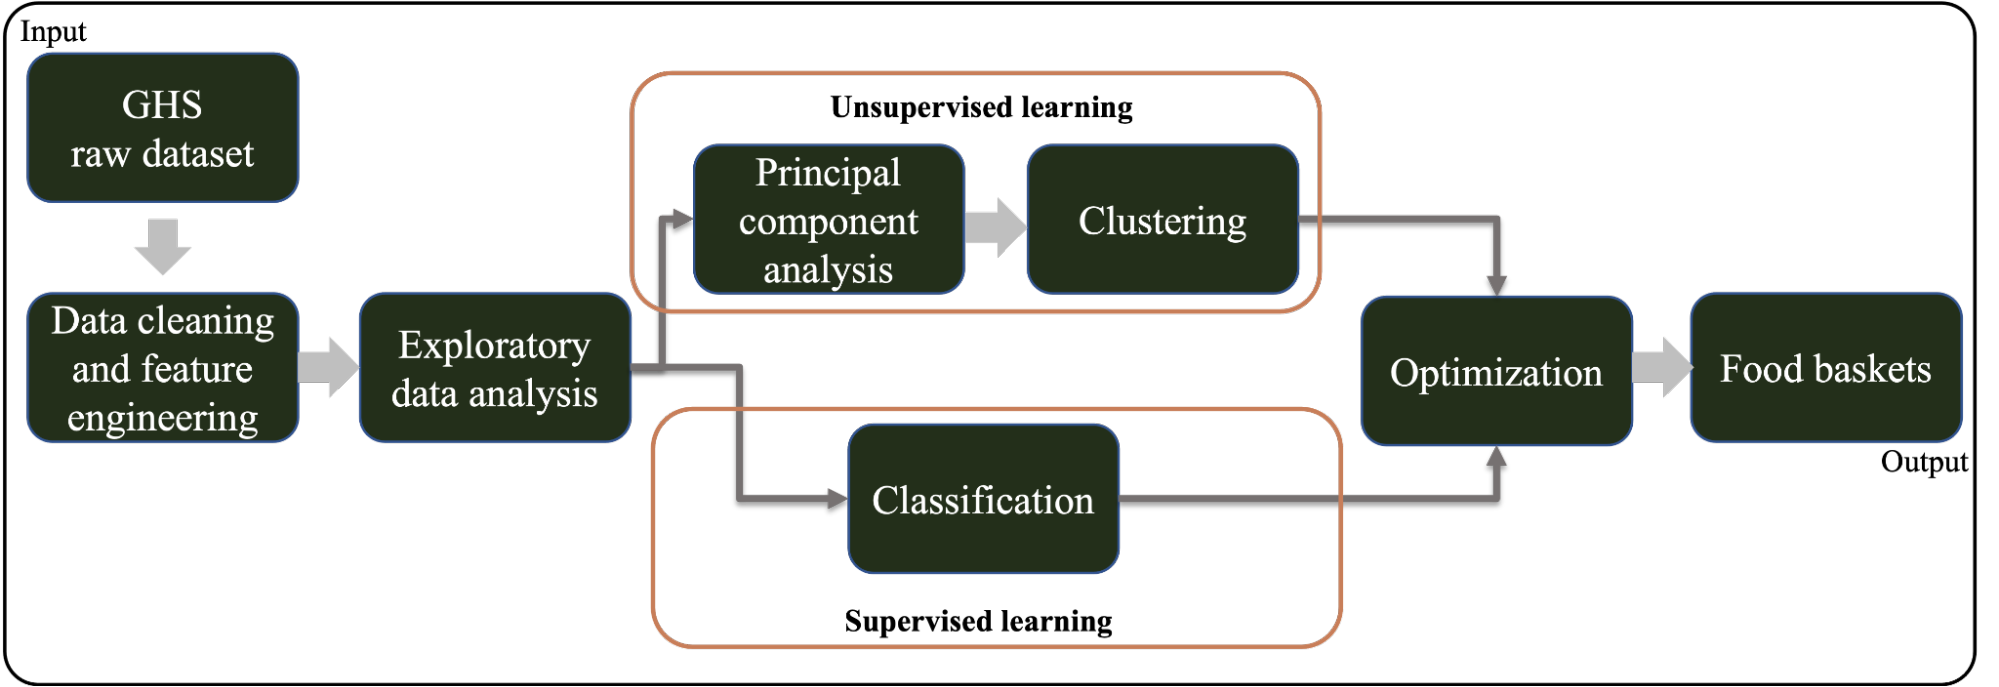 Input
GHS
raw dataset
Data cleaning
and feature
engineering
Exploratory
data analysis
Unsupervised learning
Principal
component
analysis
Clustering
Classification
Supervised learning
Optimization
Food baskets
Output